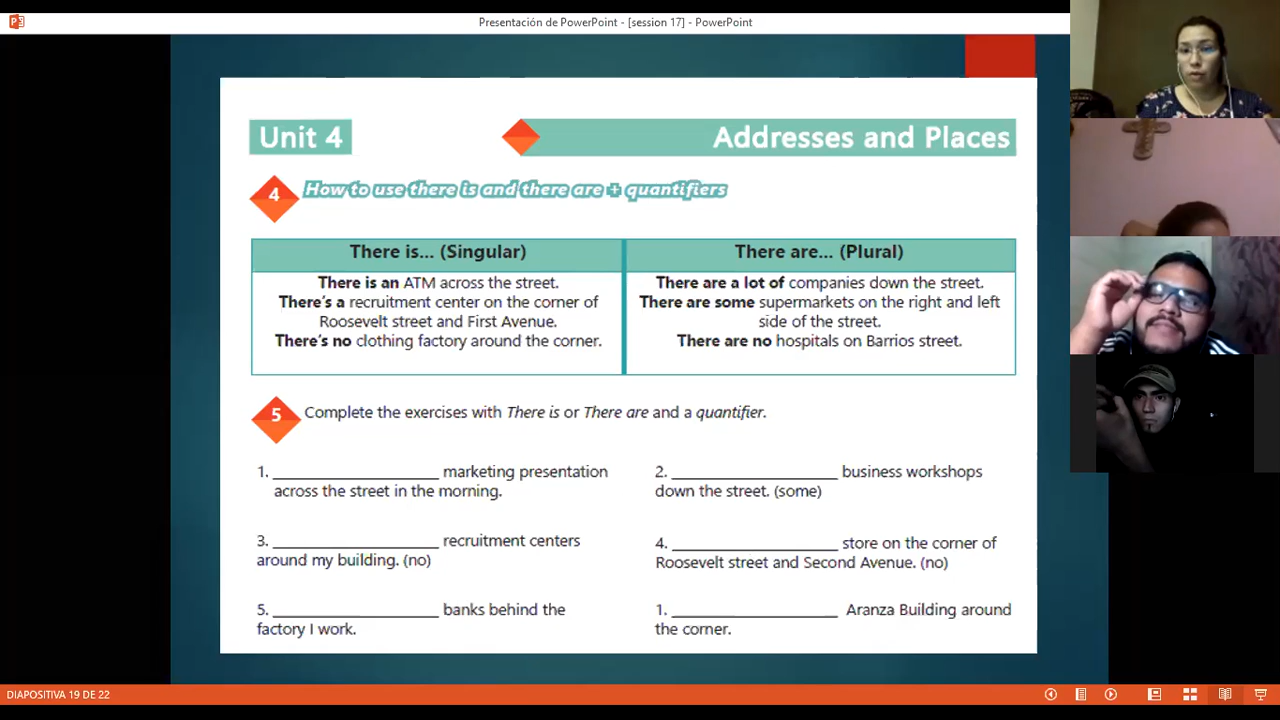 Presentación de PowerPoint - [session 17] - PowerPoint
Unit 4
Addresses and Places
4
How to use there is and there are + quantifiers
There is... (Singular)
There is an ATM across the street.
There's a recruitment center on the corner of
Roosevelt street and First Avenue.
There's no clothing factory around the corner.
There are... (Plural)
There are a lot of companies down the street.
There are some supermarkets on the right and left
side of the street.
There are no hospitals on Barrios street.
5
Complete the exercises with There is or There are and a quantifier.
1. __________________ marketing presentation
across the street in the morning.
2. __________________ business workshops
down the street. (some)
3. __________________ recruitment centers
around my building. (no)
4. __________________ store on the corner of
Roosevelt street and Second Avenue. (no)
5. __________________ banks behind the
factory I work.
1. __________________ Aranza Building around
the corner.
DIAPOSITIVA 19 DE 22